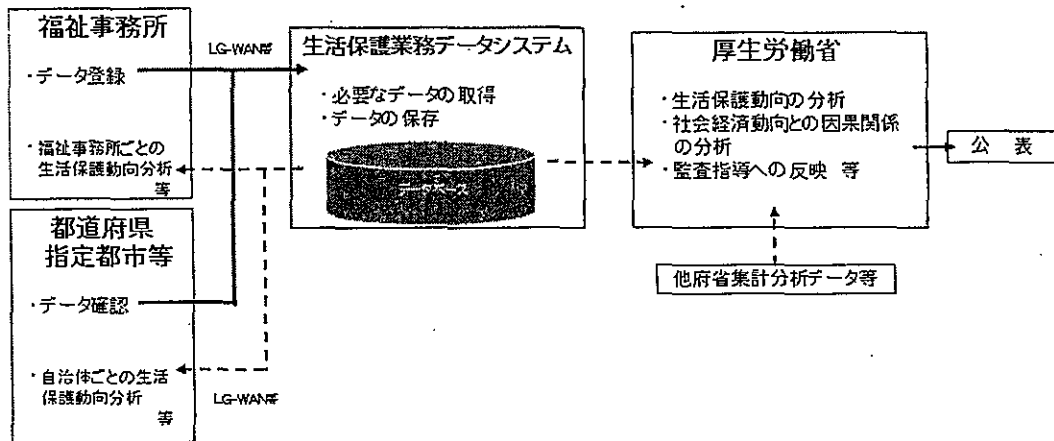 福祉事務所
・データ登録
・福祉事務所ごとの
生活保護動向分析
等
都道府県
指定都市等
・データ確認
・自治体ごとの生活
保護動向分析
等
LG-WAN等
LG-WAN等
生活保護業務データシステム
・必要なデータの取得
・データの保存
データベース
厚生労働省
・生活保護動向の分析
・社会経済動向との因果関係
の分析
・監査指導への反映 等
公 表
他府省集計分析データ等